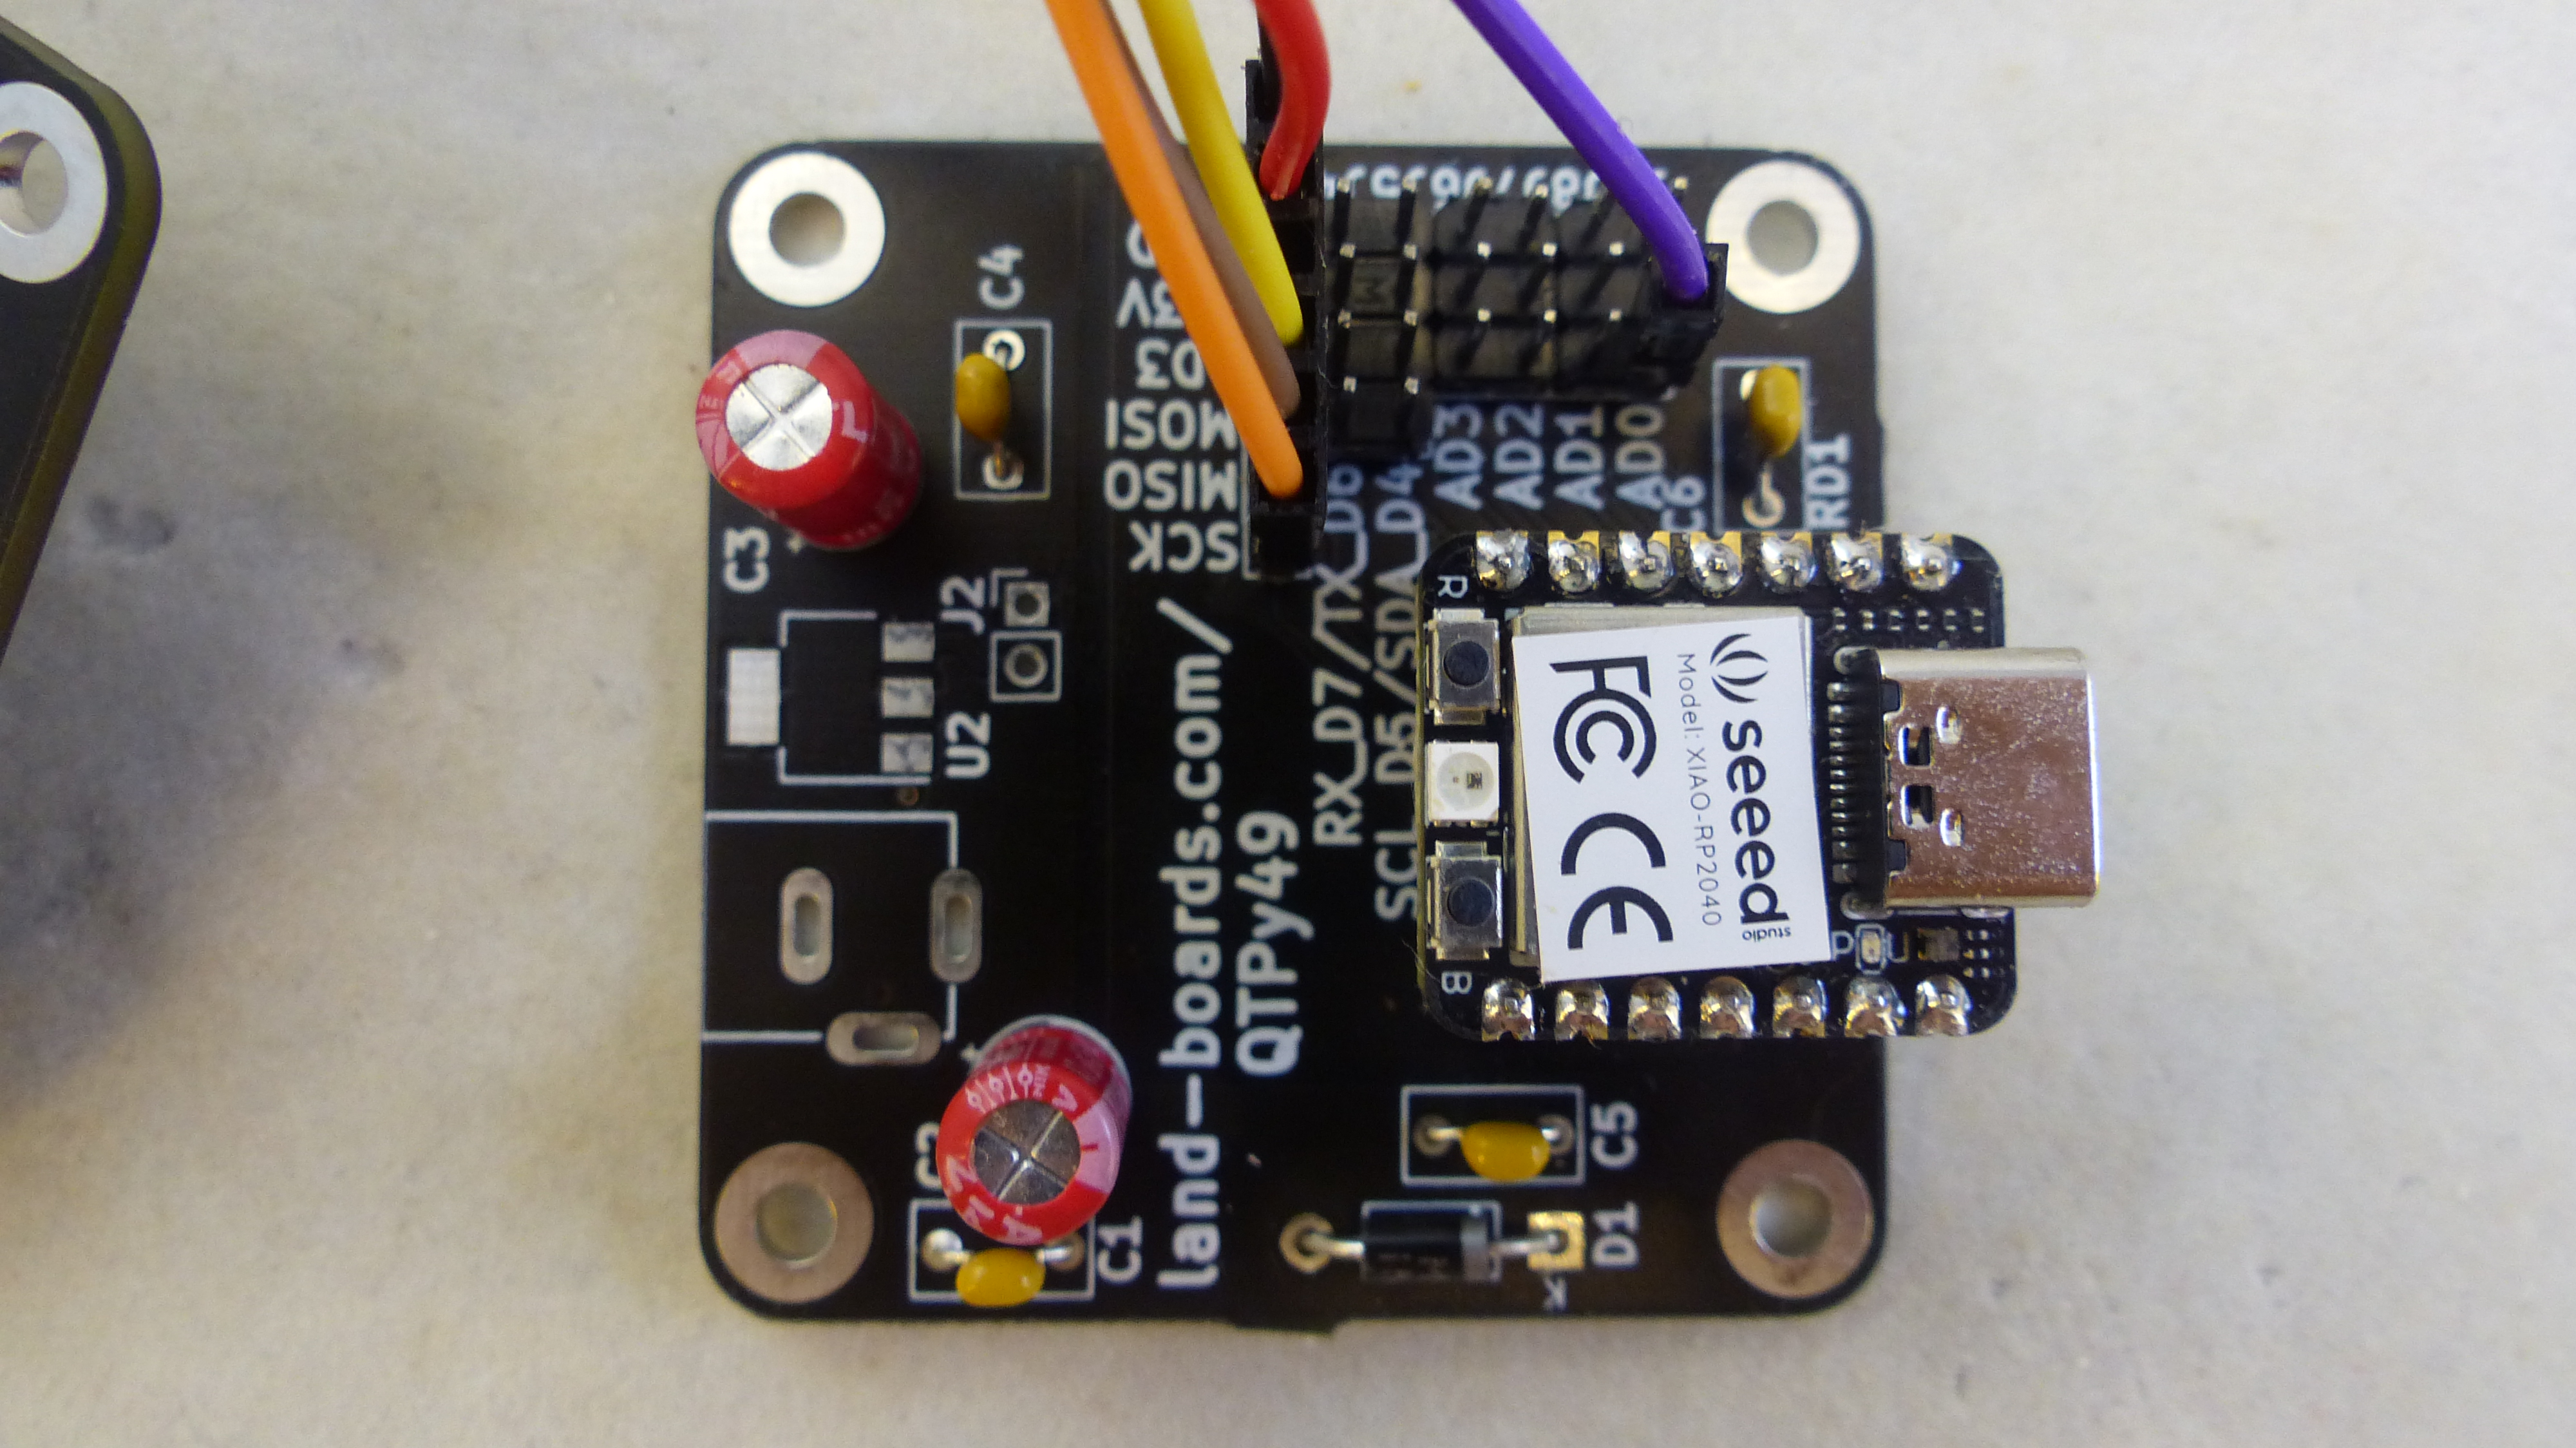 C4
3V
D3
MOSI
MISO
SCK
AD3
AD2
AD1
AD0
C6
RD1
C3
J2
U2
RX_D7/TX_D6
SCL_D5/SDA_D4
land-boards.com/
QTPy49
R
B
seeed
studio
Model: XIAO-RP2040
FC CE
C2
C1
C5
D1